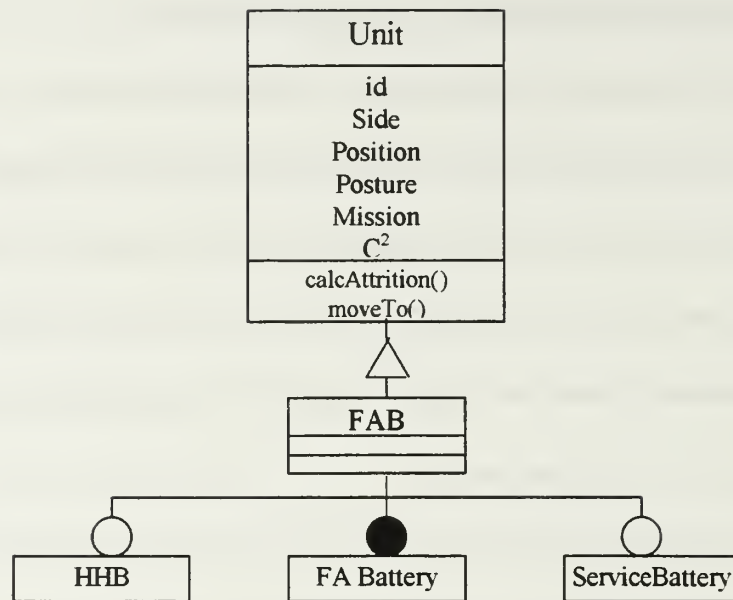 Unit
id
Side
Position
Posture
Mission
C²
calcAttrition()
moveTo()
FAB
HHB
FA Battery
ServiceBattery